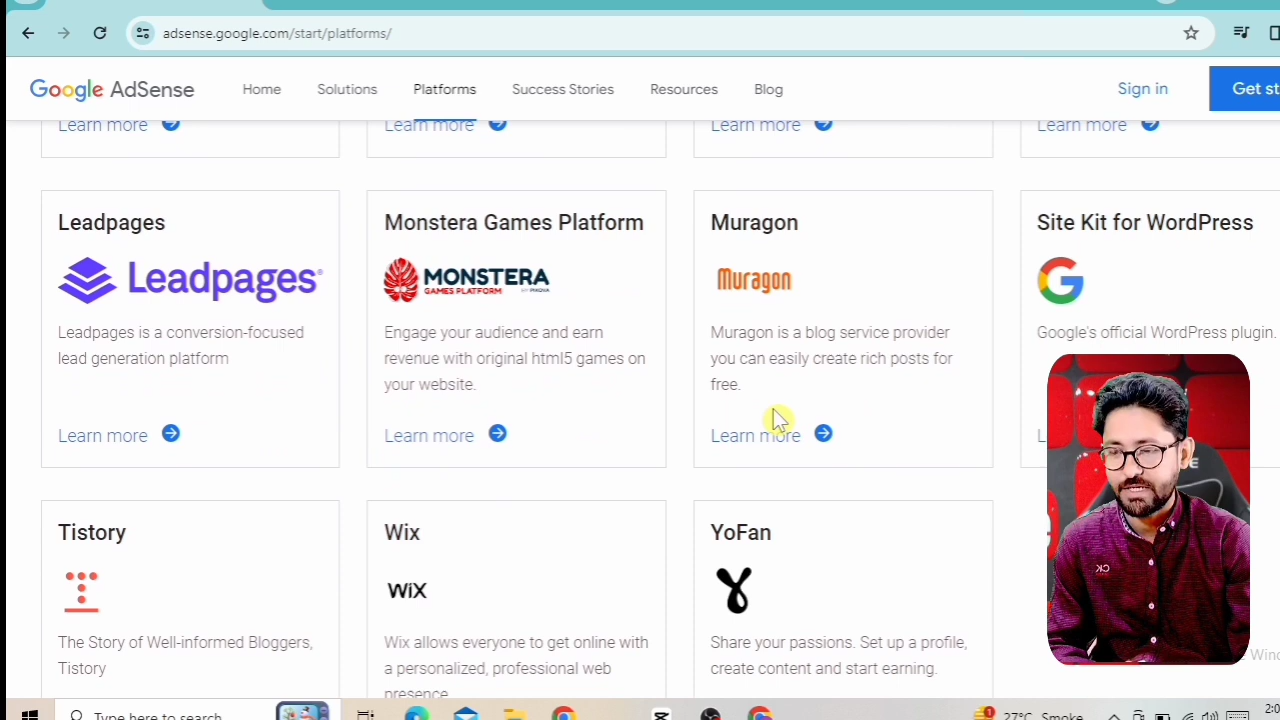 adsense.google.com/start/platforms/
Google AdSense
Home
Solutions
Platforms
Success Stories
Resources
Blog
Sign in
Get st
Learn more
Learn more
Learn more
Learn more
Leadpages
Leadpages®
Leadpages is a conversion-focused
lead generation platform
Learn more
Monstera Games Platform
MONSTERA
GAMES PLATFORM
Engage your audience and earn
revenue with original html5 games on
your website.
Learn more
Muragon
Muragon
Muragon is a blog service provider
you can easily create rich posts for
free.
Learn more
Site Kit for WordPress
G
Google's official WordPress plugin.
L
Tistory
The Story of Well-informed Bloggers,
Tistory
Wix
WiX
Wix allows everyone to get online with
a personalized, professional web
presence
YoFan
Share your passions. Set up a profile,
create content and start earning.
Wind
Type here to search
27°C Smoke